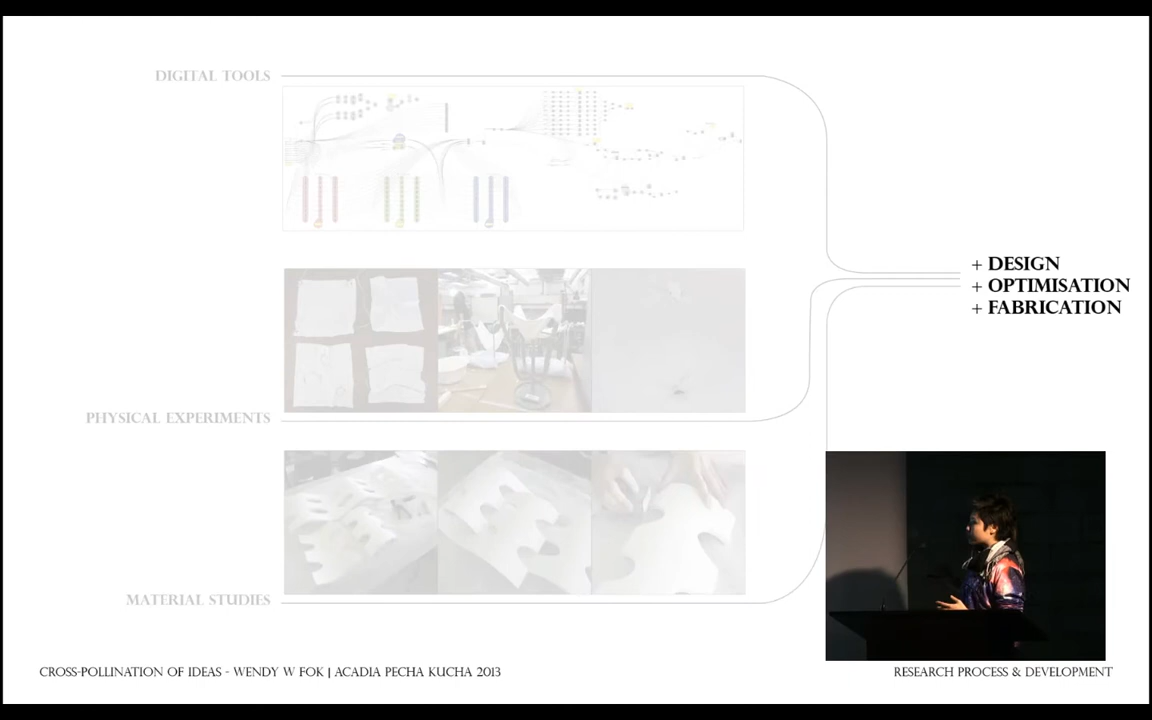 DIGITAL TOOLS
+ DESIGN
+ OPTIMISATION
+ FABRICATION
PHYSICAL EXPERIMENTS
MATERIAL STUDIES
CROSS-POLLINATION OF IDEAS - WENDY W FOK | ACADIA PECHA KUCHA 2013
RESEARCH PROCESS & DEVELOPMENT